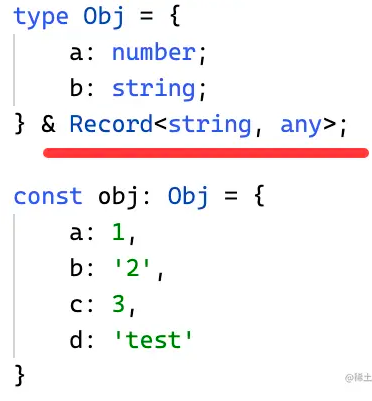 type Obj = {
    a: number;
    b: string;
} & Record<string, any>;
const obj: Obj = {
    a: 1,
    b: '2',
    c: 3,
    d: 'test'
}
@稀土